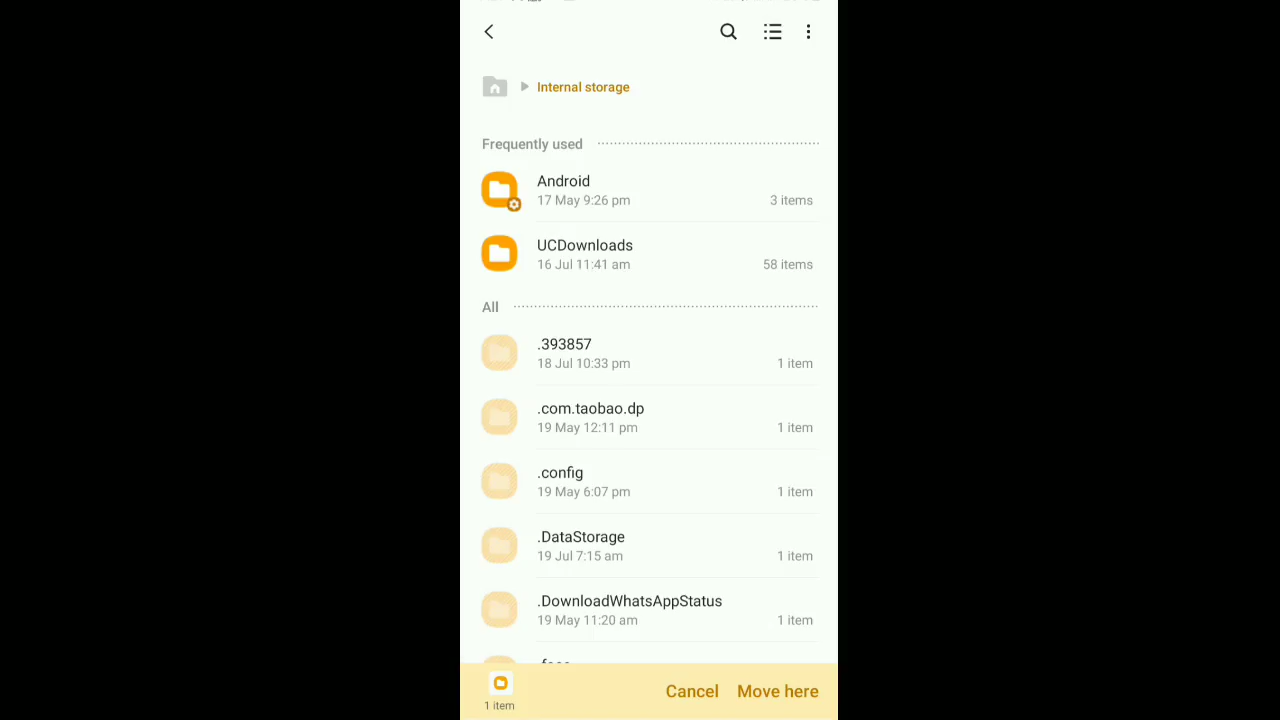 Internal storage
Frequently used
Android
17 May 9:26 pm 3 items
UCDownloads
16 Jul 11:41 am 58 items
All
.393857
18 Jul 10:33 pm 1 item
.com.taobao.dp
19 May 12:11 pm 1 item
.config
19 May 6:07 pm 1 item
.DataStorage
19 Jul 7:15 am 1 item
.DownloadWhatsAppStatus
19 May 11:20 am 1 item
1 item Cancel Move here